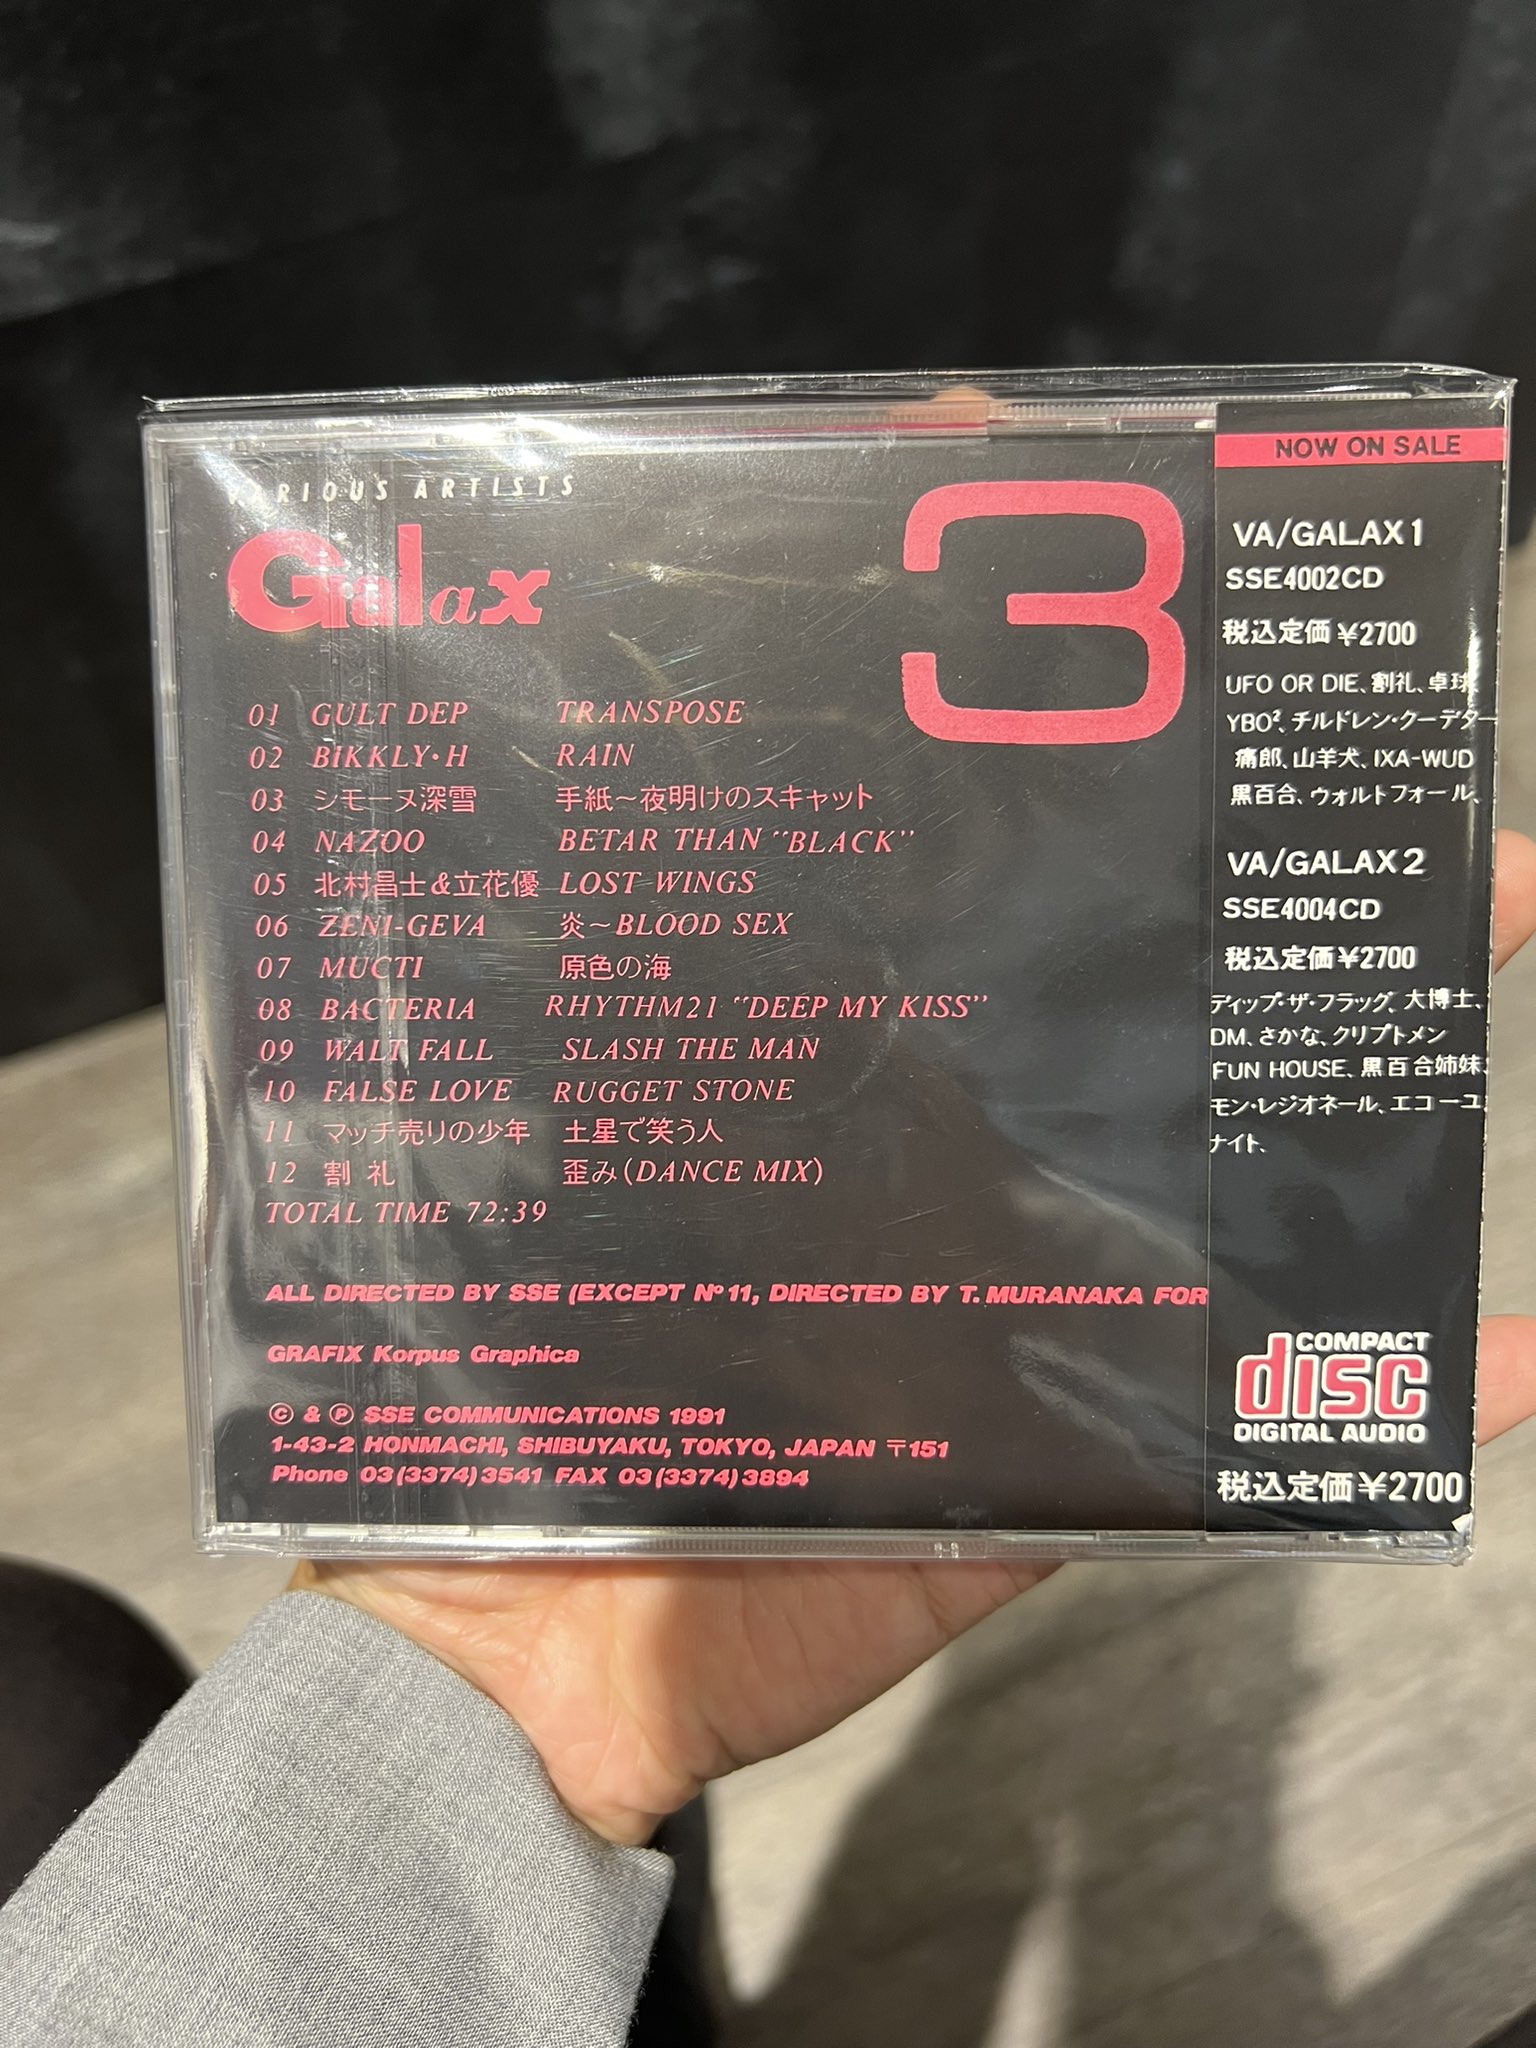 VARIOUS ARTISTS
Galax
3
01 GULT DEP TRANSPOSE
02 BIKKLY・H RAIN
03 シモーヌ深雪 手紙〜夜明けのスキャット
04 NAZOO BETAR THAN "BLACK"
05 北村昌士&立花優 LOST WINGS
06 ZENI-GEVA 炎〜BLOOD SEX
07 MUCTI 原色の海
08 BACTERIA RHYTHM21 "DEEP MY KISS"
09 WALT FALL SLASH THE MAN
10 FALSE LOVE RUGGET STONE
11 マッチ売りの少年 土星で笑う人
12 割礼 歪み(DANCE MIX)
TOTAL TIME 72:39
ALL DIRECTED BY SSE (EXCEPT Nº11, DIRECTED BY T. MURANAKA FOR
GRAFIX Korpus Graphica
© & ℗ SSE COMMUNICATIONS 1991
1-43-2 HONMACHI, SHIBUYAKU, TOKYO, JAPAN 〒151
Phone 03(3374)3541 FAX 03(3374)3894
NOW ON SALE
VA/GALAX1
SSE4002CD
税込定価¥2700
UFO OR DIE、割礼、卓球、
YBO²、チルドレン・クーデター
痛郎、山羊犬、IXA-WUD
黒百合、ウォルトフォール、
VA/GALAX2
SSE4004CD
税込定価¥2700
ディップ・ザ・フラッグ、大博士、
DM、さかな、クリプトメン
FUN HOUSE、黒百合姉妹、
モン・レジオネール、エコーユ、
ナイト、
COMPACT
disc
DIGITAL AUDIO
税込定価¥2700